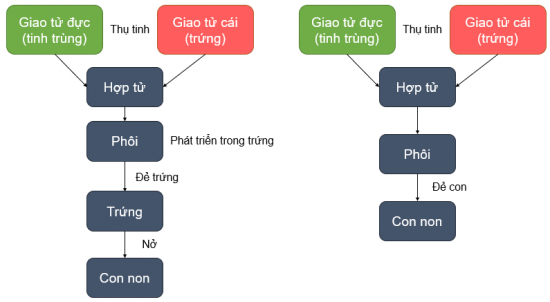 Giao tử đực
(tinh trùng)
Thụ tinh
Giao tử cái
(trứng)
Hợp tử
Phôi
Phát triển trong trứng
Đẻ trứng
Trứng
Nở
Con non
Giao tử đực
(tinh trùng)
Thụ tinh
Giao tử cái
(trứng)
Hợp tử
Phôi
Đẻ con
Con non